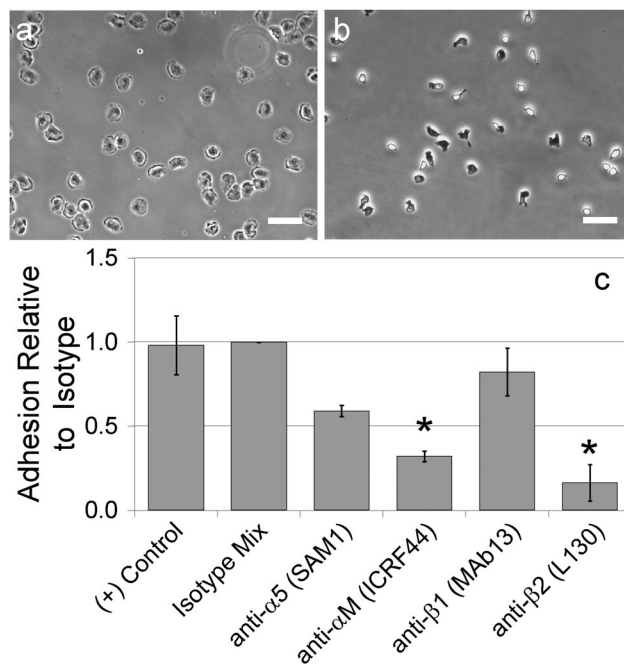 a
b
c
Adhesion Relative
to Isotype
1.5
1.0
0.5
0.0
*
*
(+) Control
Isotype Mix
anti-α5 (SAM1)
anti-αM (ICRF44)
anti-β1 (MAb13)
anti-β2 (L130)